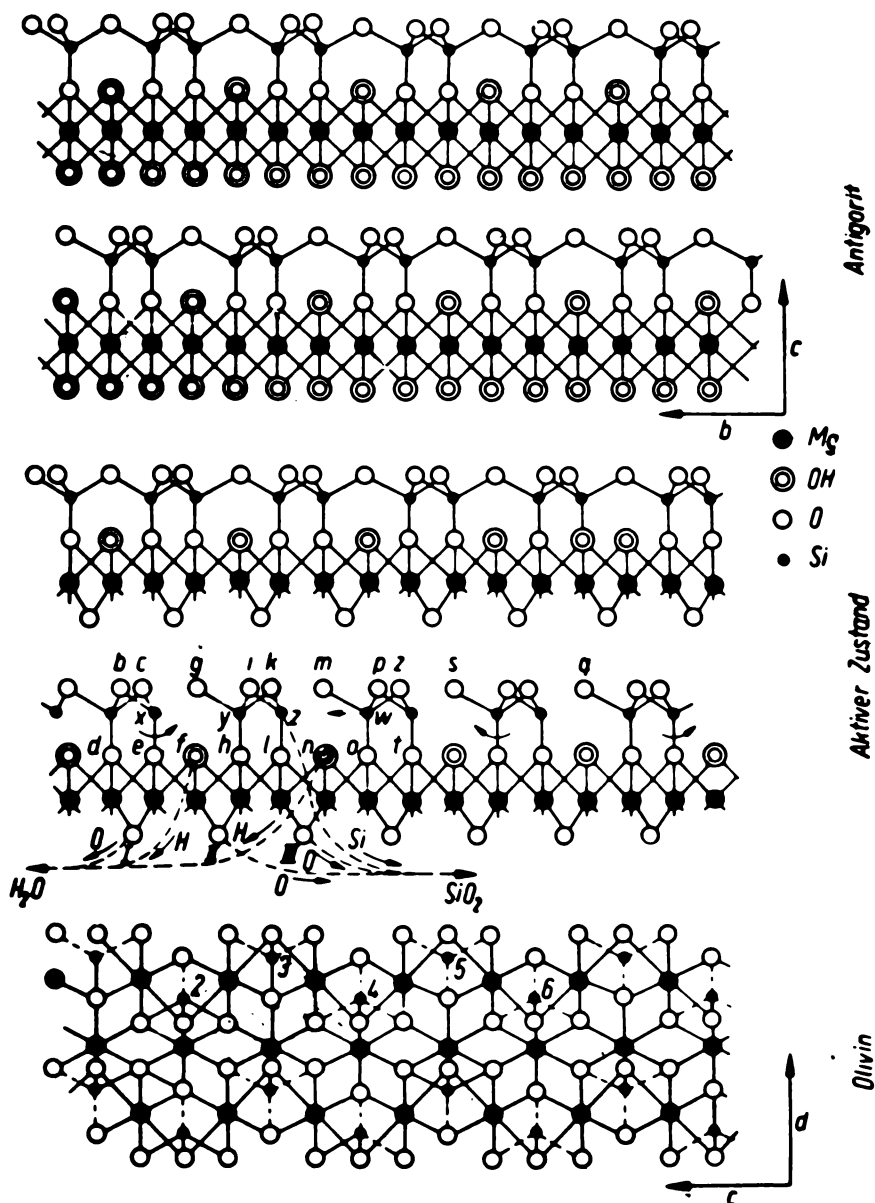 Antigorit
c
b
Mg
OH
O
Si
Aktiver Zustand
b c g i k m p z s q
x y z w
d e f h l n o t
O H H O Si
H₂O O SiO₂
2 3 4 5 6
Olivin
d
c